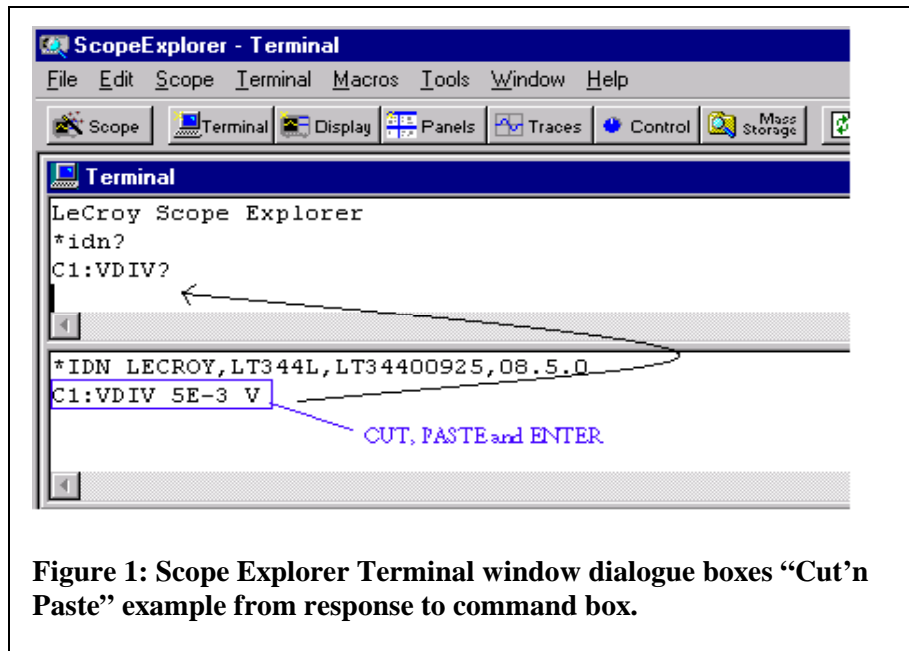 ScopeExplorer - Terminal
File Edit Scope Terminal Macros Tools Window Help
Scope Terminal Display Panels Traces Control Mass Storage
Terminal
LeCroy Scope Explorer
*idn?
C1:VDIV?
*IDN LECROY,LT344L,LT34400925,08.5.0
C1:VDIV 5E-3 V
CUT, PASTE and ENTER
Figure 1: Scope Explorer Terminal window dialogue boxes “Cut’n
Paste” example from response to command box.